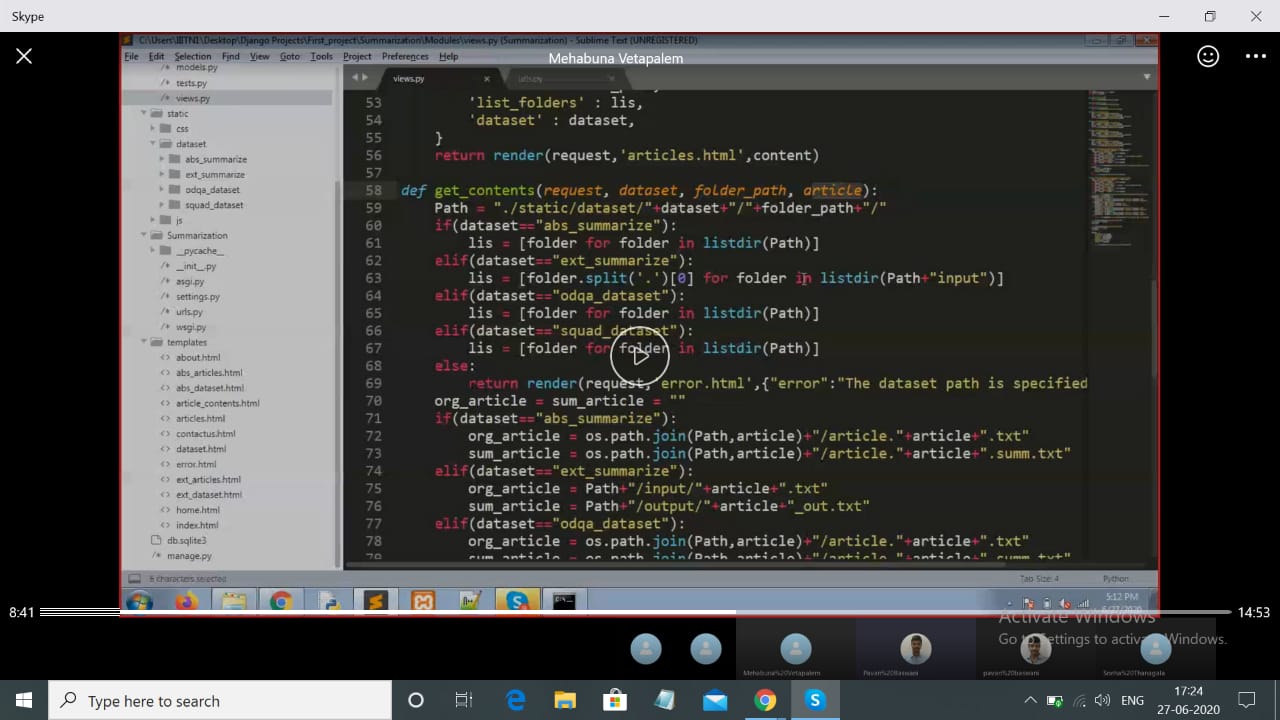 Skype
C:\Users\IIITN1\Desktop\Django Projects\First_project\Summarization\Modules\views.py (Summarization) - Sublime Text (UNREGISTERED)
File Edit Selection Find View Goto Tools Project Preferences Help
Mehabuna Vetapalem
models.py
tests.py
views.py
static
css
dataset
abs_summarize
ext_summarize
odqa_dataset
squad_dataset
js
Summarization
__pycache__
__init__.py
asgi.py
settings.py
urls.py
wsgi.py
templates
about.html
abs_articles.html
abs_dataset.html
article_contents.html
articles.html
contactus.html
dataset.html
error.html
ext_articles.html
ext_dataset.html
home.html
index.html
db.sqlite3
manage.py
views.py urls.py
53 'list_folders' : lis,
54 'dataset' : dataset,
55 }
56 return render(request,'articles.html',content)
57
58 def get_contents(request, dataset, folder_path, article):
59 Path = "./static/dataset/"+dataset+"/"+folder_path+"/"
60 if(dataset=="abs_summarize"):
61 lis = [folder for folder in listdir(Path)]
62 elif(dataset=="ext_summarize"):
63 lis = [folder.split('.')[0] for folder in listdir(Path+"input")]
64 elif(dataset=="odqa_dataset"):
65 lis = [folder for folder in listdir(Path)]
66 elif(dataset=="squad_dataset"):
67 lis = [folder for folder in listdir(Path)]
68 else:
69 return render(request,'error.html',{"error":"The dataset path is specified
70 org_article = sum_article = ""
71 if(dataset=="abs_summarize"):
72 org_article = os.path.join(Path,article)+"/article."+article+".txt"
73 sum_article = os.path.join(Path,article)+"/article."+article+".summ.txt"
74 elif(dataset=="ext_summarize"):
75 org_article = Path+"/input/"+article+".txt"
76 sum_article = Path+"/output/"+article+"_out.txt"
77 elif(dataset=="odqa_dataset"):
78 org_article = os.path.join(Path,article)+"/article."+article+".txt"
79 sum_article = os.path.join(Path,article)+"/article."+article+".summ.txt"
6 characters selected Tab Size: 4 Python
5:12 PM
6/27/2020
8:41 14:53
Activate Windows
Go to Settings to activate Windows.
Mehabuna%20Vetapalem Pavan%20Baswani pavan%20baswani Sneha%20Thanagala
Type here to search
ENG
17:24
27-06-2020